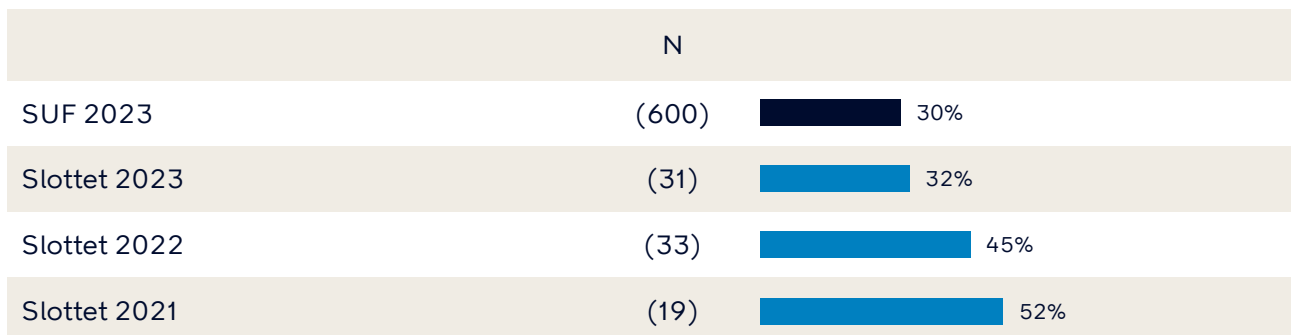 N
SUF 2023 (600) 30%
Slottet 2023 (31) 32%
Slottet 2022 (33) 45%
Slottet 2021 (19) 52%